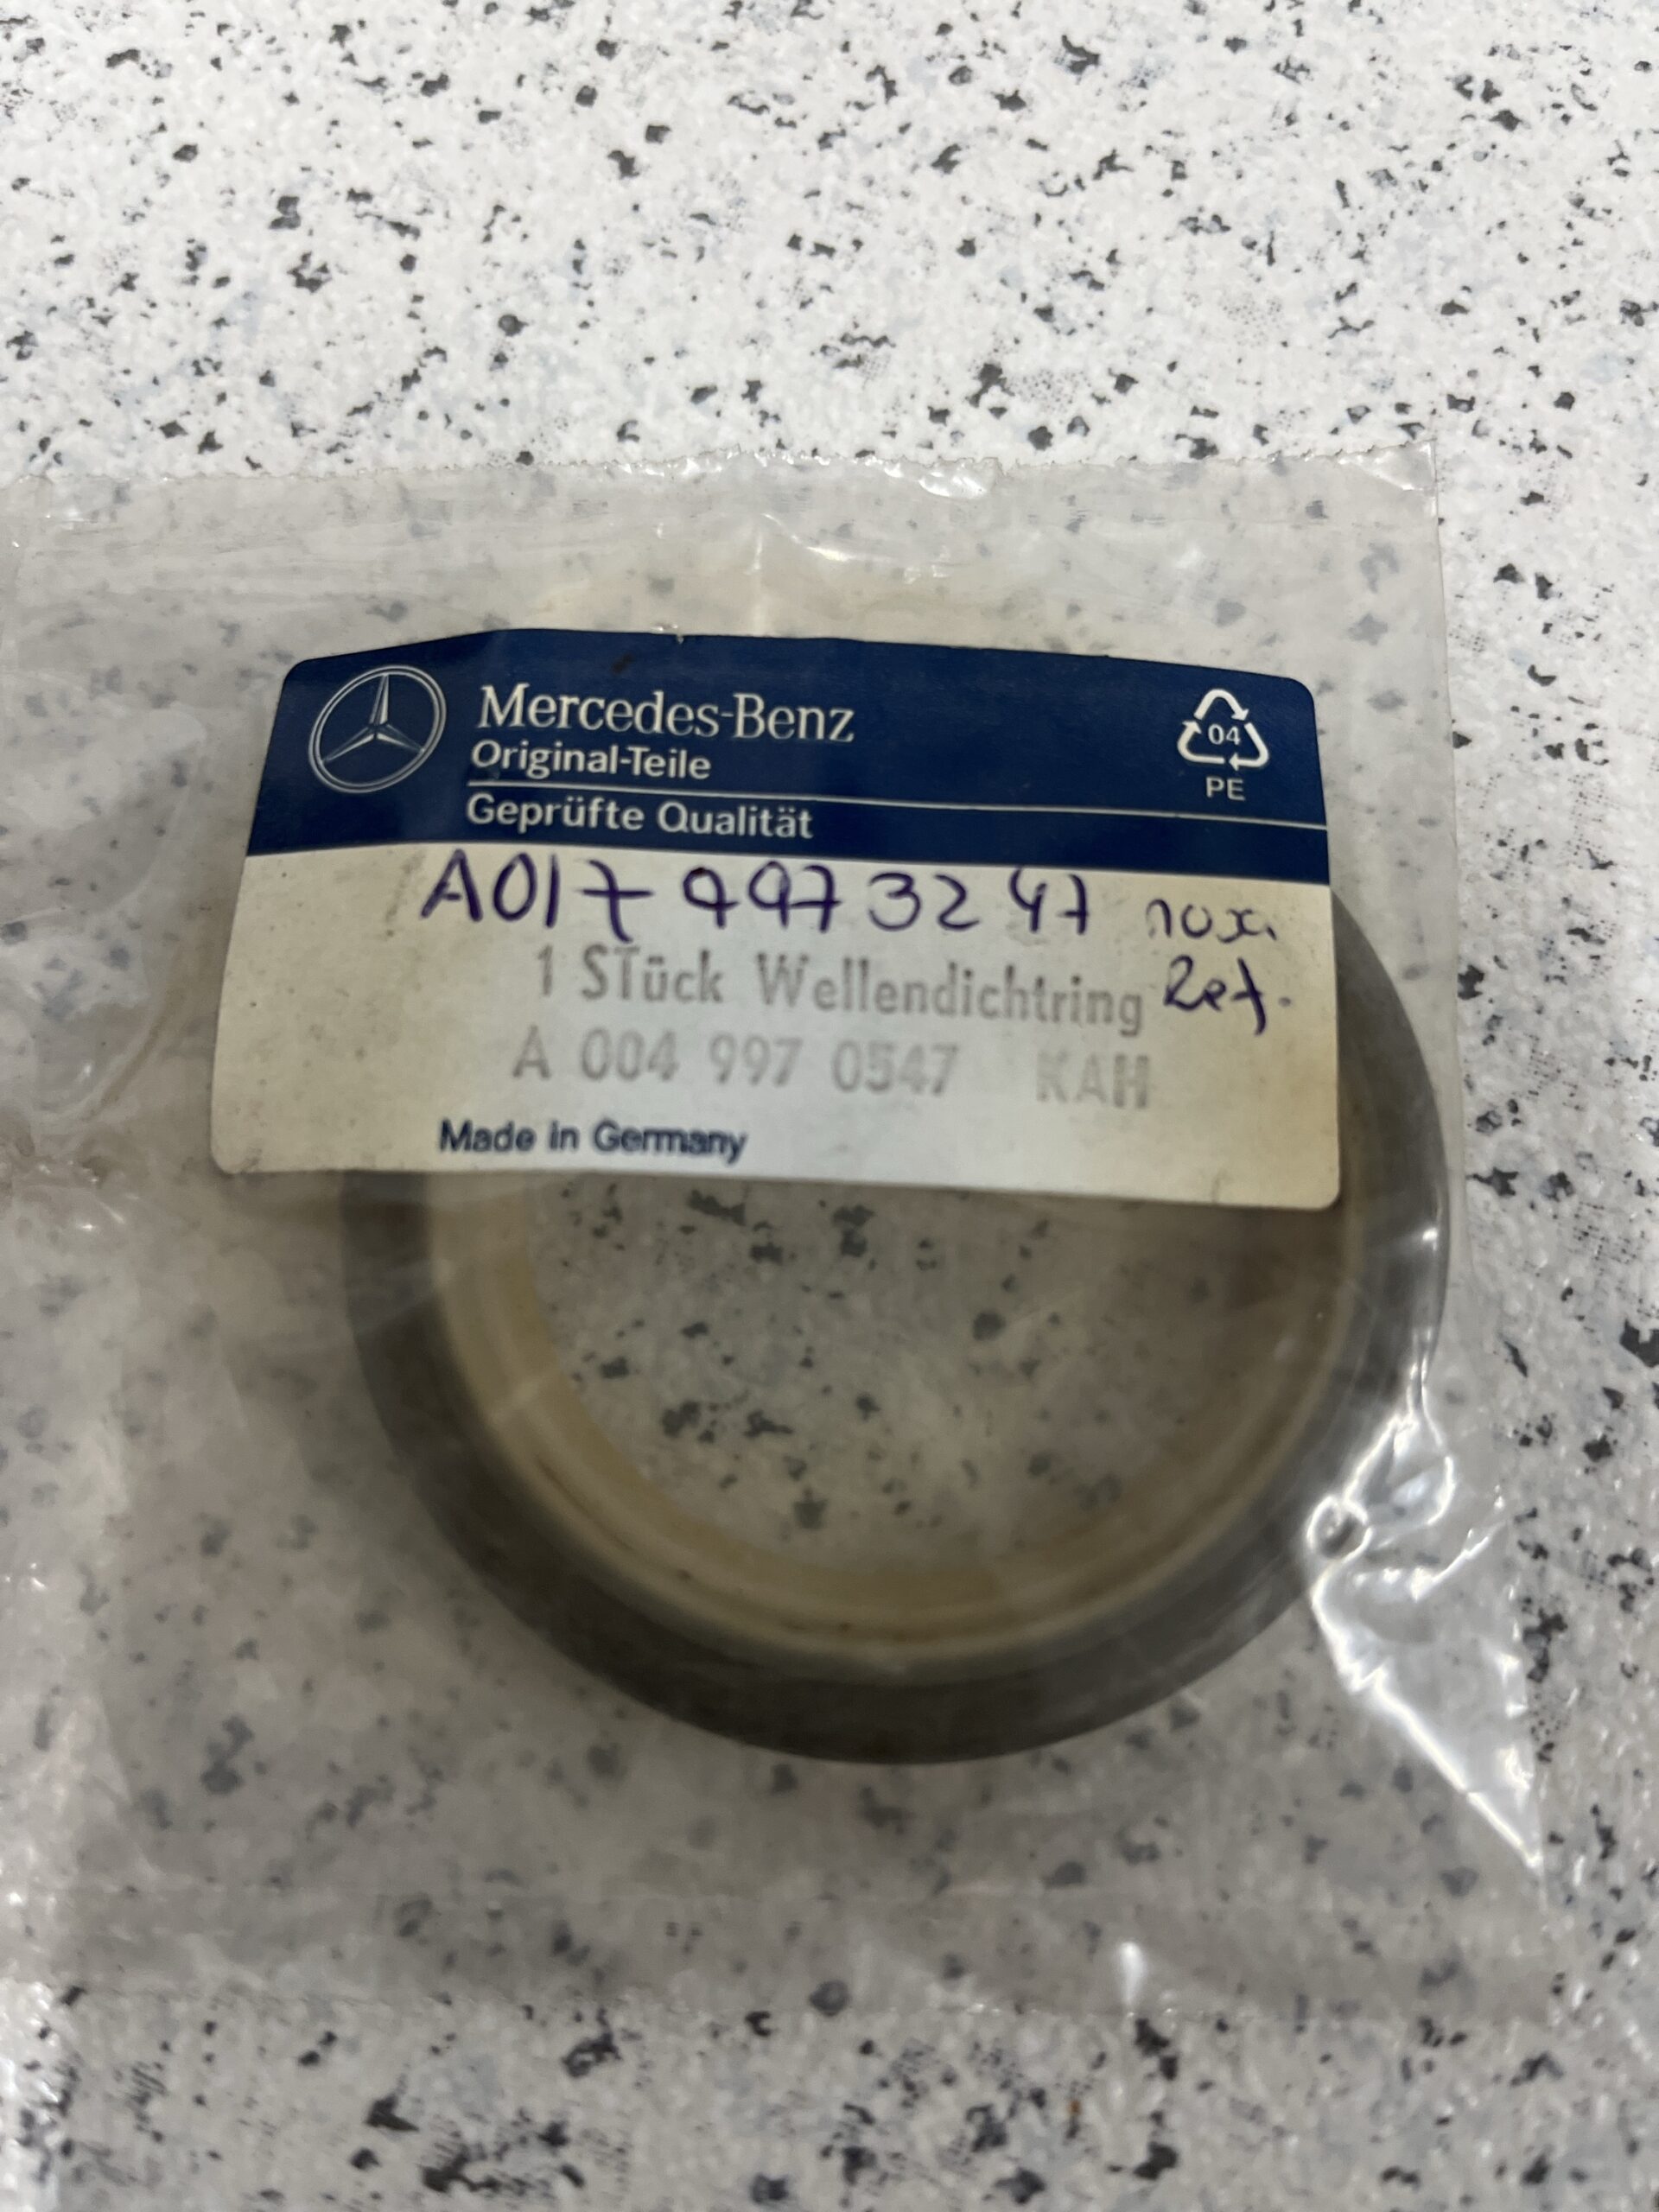 Mercedes-Benz
Original-Teile
Geprüfte Qualität
04
PE
A017 997 32 47
1 STück Wellendichtring
Ref.
A 004 997 0547 KAH
Made in Germany